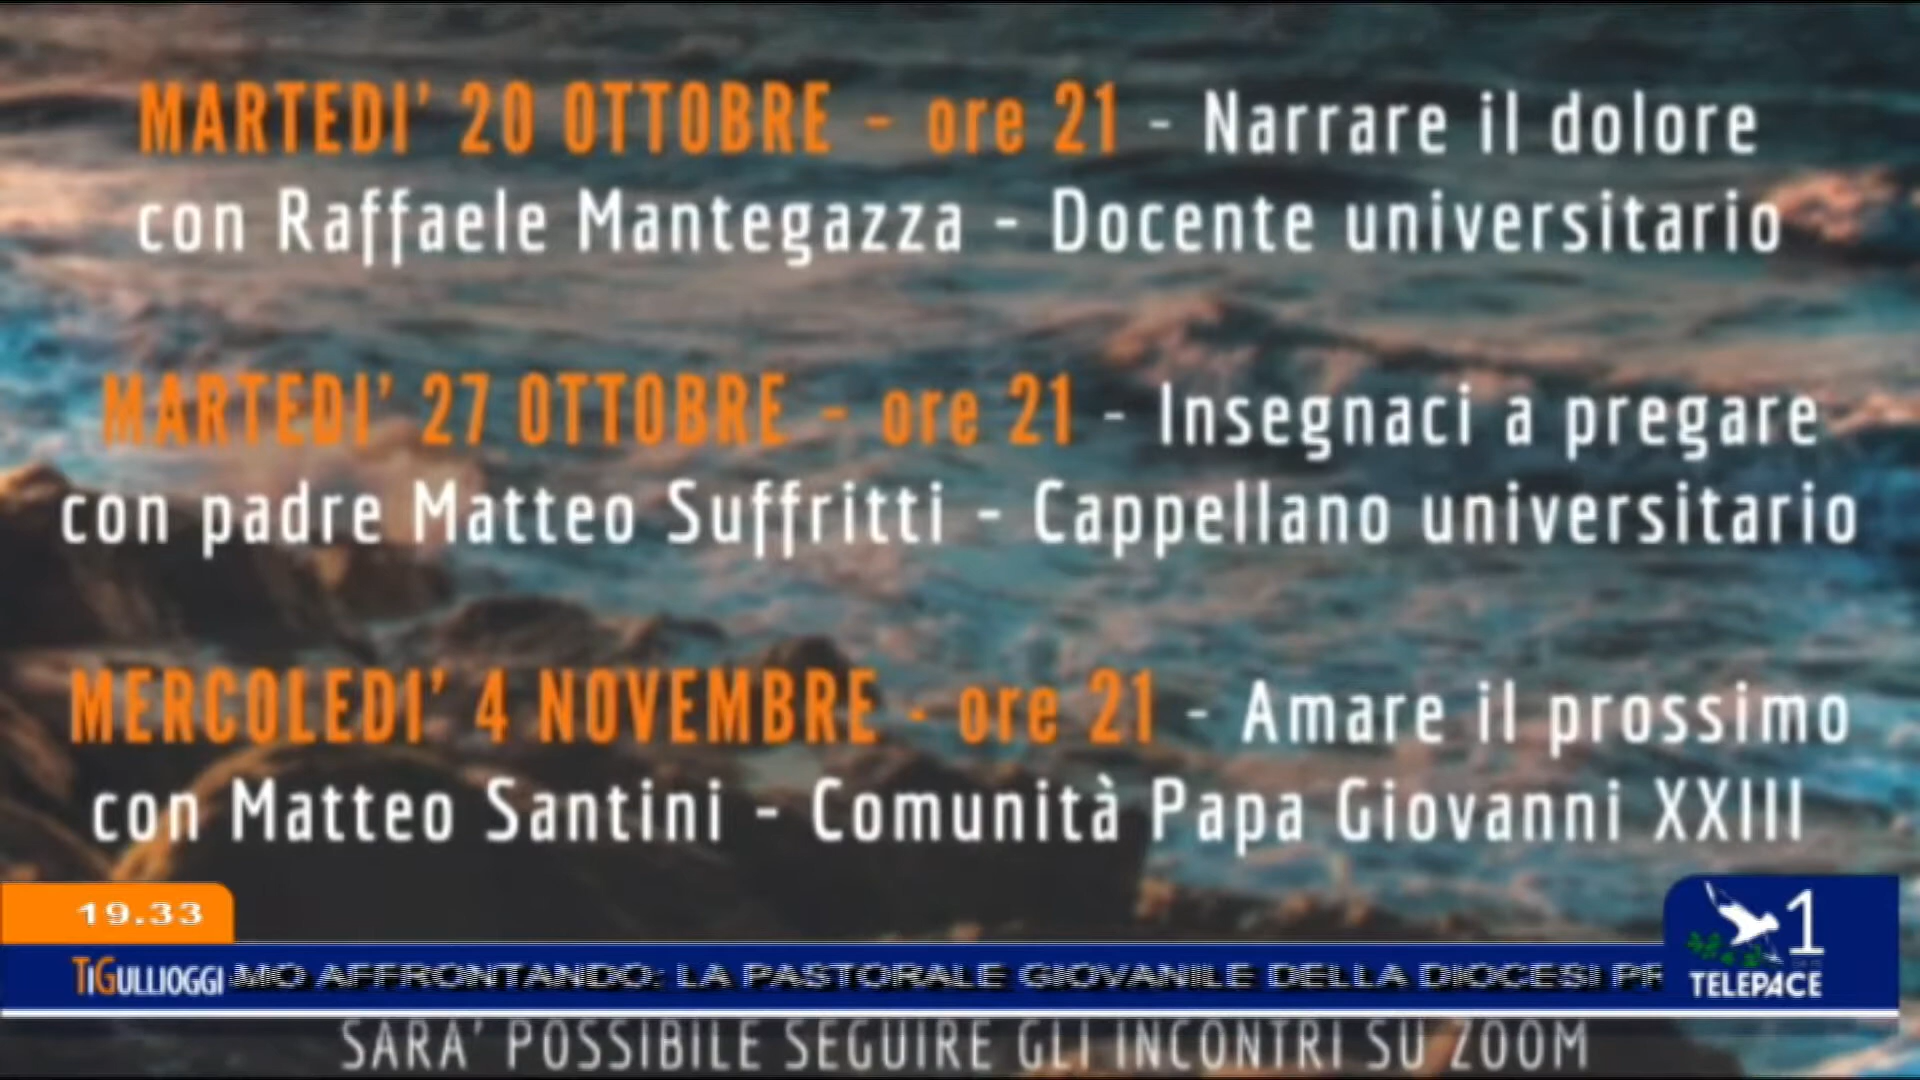 MARTEDI' 20 OTTOBRE - ore 21 - Narrare il dolore
con Raffaele Mantegazza - Docente universitario
MARTEDI' 27 OTTOBRE - ore 21 - Insegnaci a pregare
con padre Matteo Suffritti - Cappellano universitario
MERCOLEDI' 4 NOVEMBRE - ore 21 - Amare il prossimo
con Matteo Santini - Comunità Papa Giovanni XXIII
19.33
1
TIGULLIOGGI
MO AFFRONTANDO: LA PASTORALE GIOVANILE DELLA DIOCESI PR
TELEPACE
SARA' POSSIBILE SEGUIRE GLI INCONTRI SU ZOOM